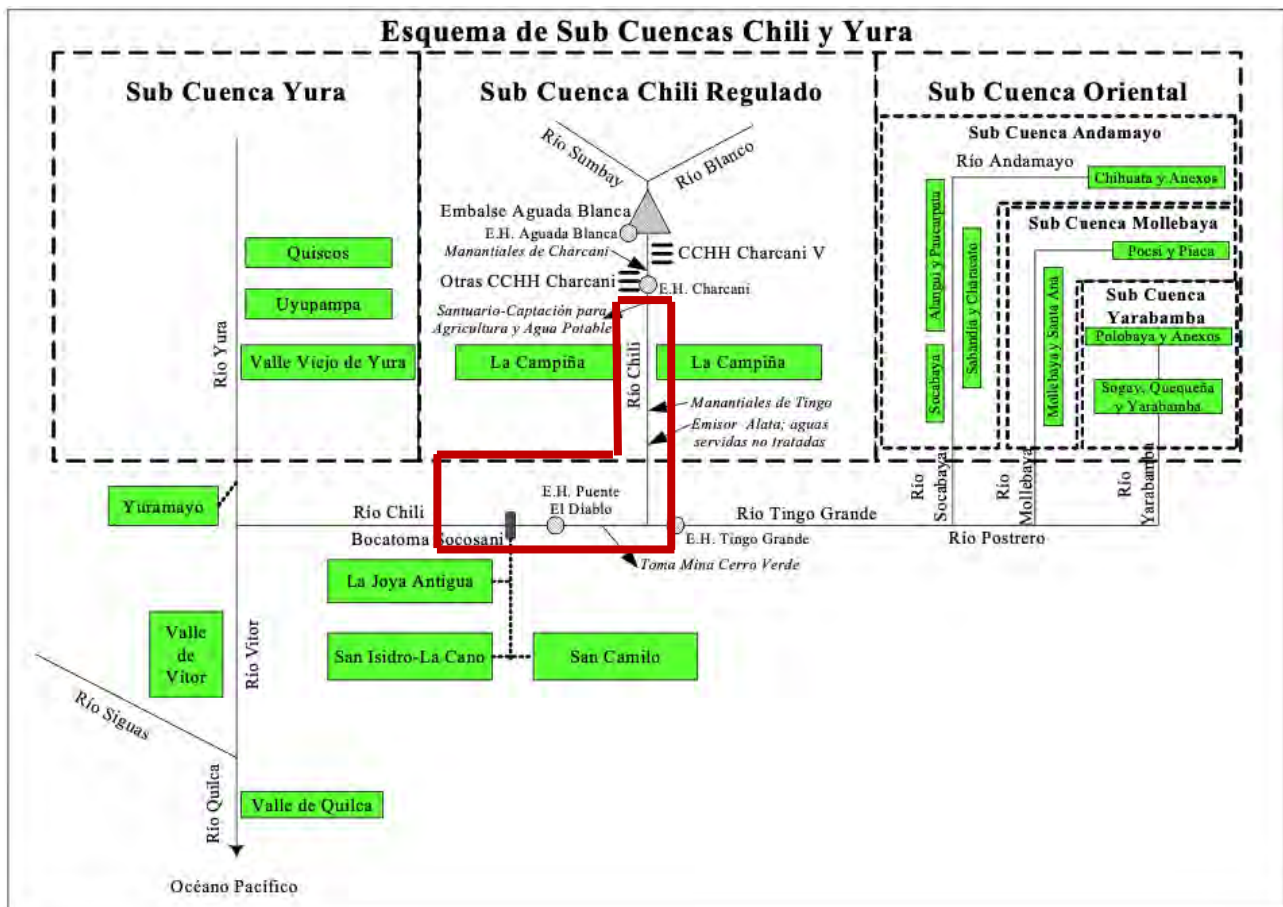 Esquema de Sub Cuencas Chili y Yura
Sub Cuenca Yura
Río Yura
Quiscos
Uyupampa
Valle Viejo de Yura
Sub Cuenca Chili Regulado
Río Sumbay
Río Blanco
Embalse Aguada Blanca
E.H. Aguada Blanca
Manantiales de Charcani
CCHH Charcani V
Otras CCHH Charcani
E.H. Charcani
Santuario-Captación para
Agricultura y Agua Potable
La Campiña
Río Chili
La Campiña
Manantiales de Tingo
Emisor Alata; aguas
servidas no tratadas
Sub Cuenca Oriental
Sub Cuenca Andamayo
Río Andamayo
Chihuata y Anexos
Alangui y Paucarpata
Sabandía y Characato
Socabaya
Sub Cuenca Mollebaya
Pocsi y Piaca
Mollebaya y Santa Ana
Sub Cuenca
Yarabamba
Polobaya y Anexos
Sogay, Quequeña
y Yarabamba
Río
Socabaya
Río
Mollebaya
Río
Yarabamba
Yuramayo
Río Chili
Bocatoma Socosani
E.H. Puente
El Diablo
Río Tingo Grande
E.H. Tingo Grande
Río Postrero
Toma Mina Cerro Verde
La Joya Antigua
San Isidro-La Cano
San Camilo
Valle
de
Vitor
Río Vitor
Río Siguas
Río Quilca
Valle de Quilca
Océano Pacífico